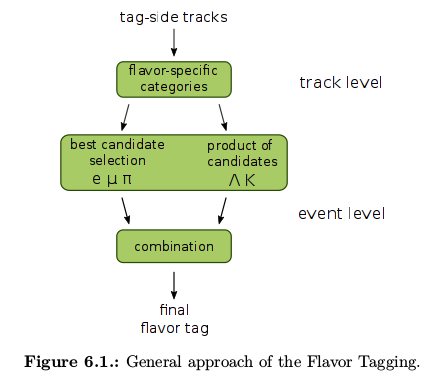 tag-side tracks
flavor-specific
categories
track level
best candidate
selection
e μ π
product of
candidates
Λ K
event level
combination
final
flavor tag
Figure 6.1.: General approach of the Flavor Tagging.